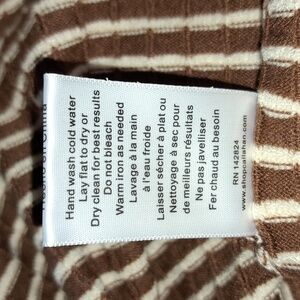 Hand wash cold water
Lay flat to dry or
Dry clean for best results
Do not bleach
Warm iron as needed
Lavage à la main
à l'eau froide
Laisser sécher à plat ou
Nettoyage à sec pour
de meilleurs résultats
Ne pas javelliser
Fer chaud au besoin
RN 142824
www.shopcallahan.com